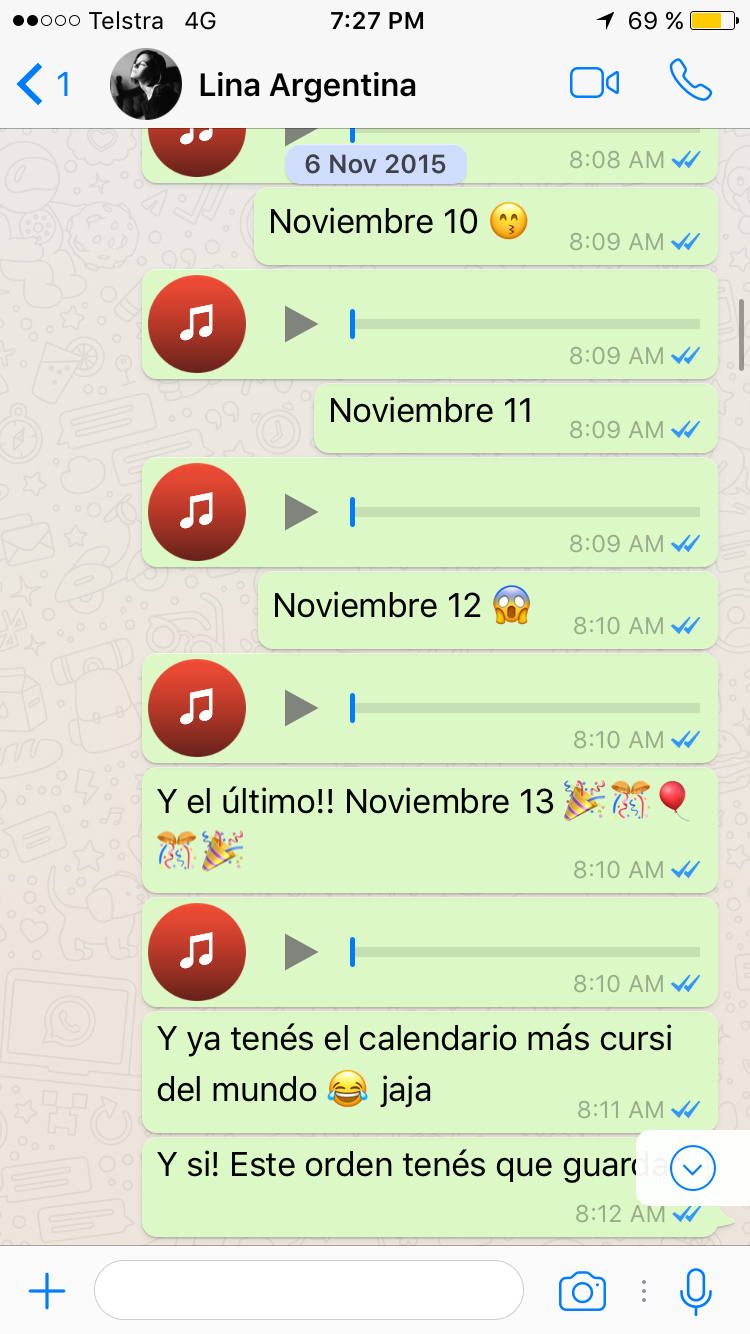 Telstra 4G 7:27 PM 69 %
1 Lina Argentina
6 Nov 2015
8:08 AM
Noviembre 10 😙
8:09 AM
8:09 AM
Noviembre 11
8:09 AM
8:09 AM
Noviembre 12 😱
8:10 AM
8:10 AM
Y el último!! Noviembre 13 🎉🎊🎈
🎊🎉
8:10 AM
8:10 AM
Y ya tenés el calendario más cursi
del mundo 😂 jaja
8:11 AM
Y si! Este orden tenés que
8:12 AM